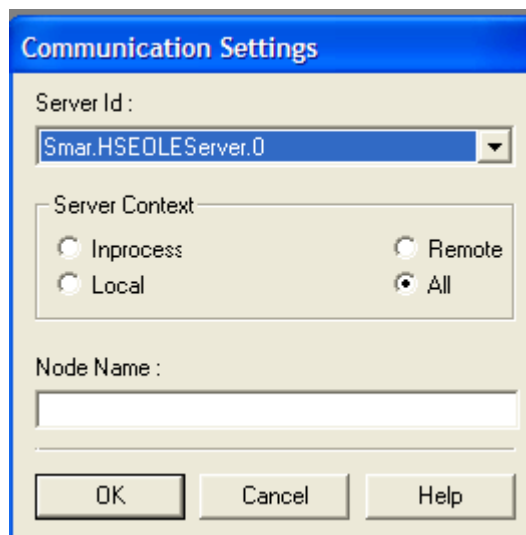 Communication Settings
Server Id :
Smar.HSEOLEServer.0
Server Context
Inprocess
Remote
Local
All
Node Name :
OK
Cancel
Help